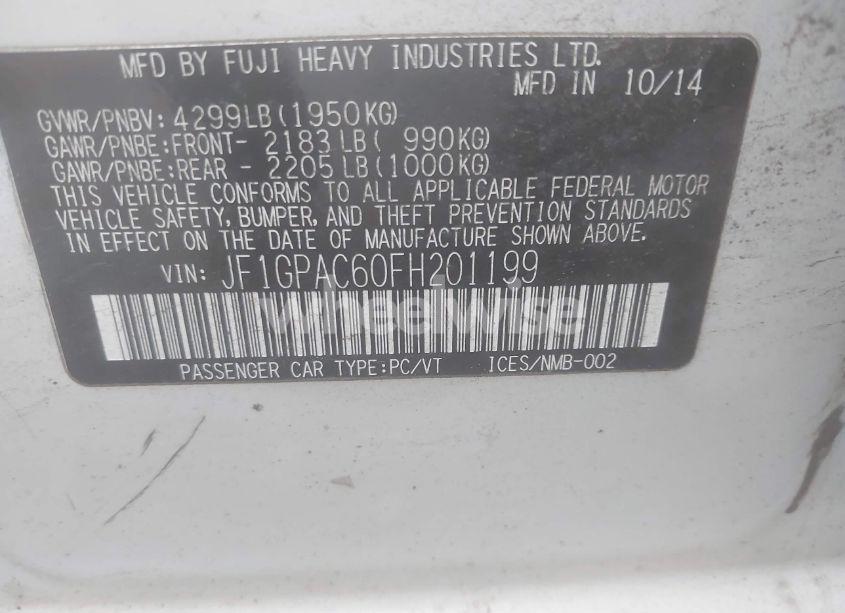 MFD BY FUJI HEAVY INDUSTRIES LTD.
MFD IN 10/14
GVWR/PNBV: 4299LB(1950KG)
GAWR/PNBE:FRONT- 2183LB( 990KG)
GAWR/PNBE:REAR - 2205LB(1000KG)
THIS VEHICLE CONFORMS TO ALL APPLICABLE FEDERAL MOTOR
VEHICLE SAFETY, BUMPER, AND THEFT PREVENTION STANDARDS
IN EFFECT ON THE DATE OF MANUFACTURE SHOWN ABOVE.
VIN: JF1GPAC60FH201199
wheelwise
PASSENGER CAR TYPE:PC/VT ICES/NMB-002